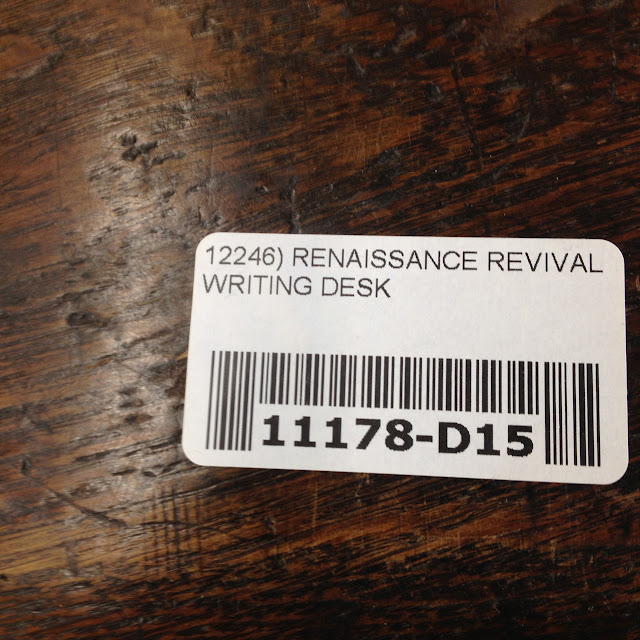 12246) RENAISSANCE REVIVAL
WRITING DESK
11178-D15